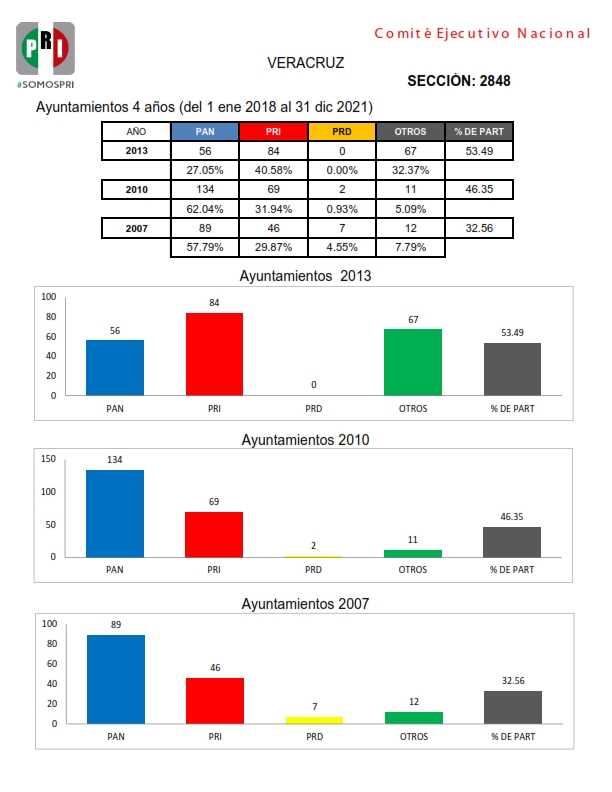 PRI
#SOMOSPRI
Comité Ejecutivo Nacional
VERACRUZ
SECCIÓN: 2848
Ayuntamientos 4 años (del 1 ene 2018 al 31 dic 2021)
AÑO PAN PRI PRD OTROS % DE PART
2013 56 84 0 67 53.49
27.05% 40.58% 0.00% 32.37%
2010 134 69 2 11 46.35
62.04% 31.94% 0.93% 5.09%
2007 89 46 7 12 32.56
57.79% 29.87% 4.55% 7.79%
Ayuntamientos 2013
100
80
60
40
20
0
56 84 0 67 53.49
PAN PRI PRD OTROS % DE PART
Ayuntamientos 2010
150
100
50
0
134 69 2 11 46.35
PAN PRI PRD OTROS % DE PART
Ayuntamientos 2007
100
80
60
40
20
0
89 46 7 12 32.56
PAN PRI PRD OTROS % DE PART